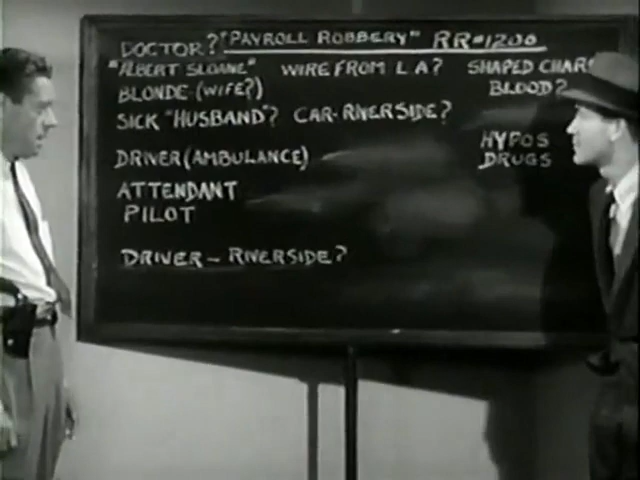 DOCTOR? "PAYROLL ROBBERY" RR#1200
"ALBERT SLOANE" WIRE FROM L A? SHAPED CHAR
BLONDE-(WIFE?) BLOOD?
SICK "HUSBAND"? CAR-RIVERSIDE?
HYPOS
DRIVER (AMBULANCE) DRUGS
ATTENDANT
PILOT
DRIVER - RIVERSIDE?